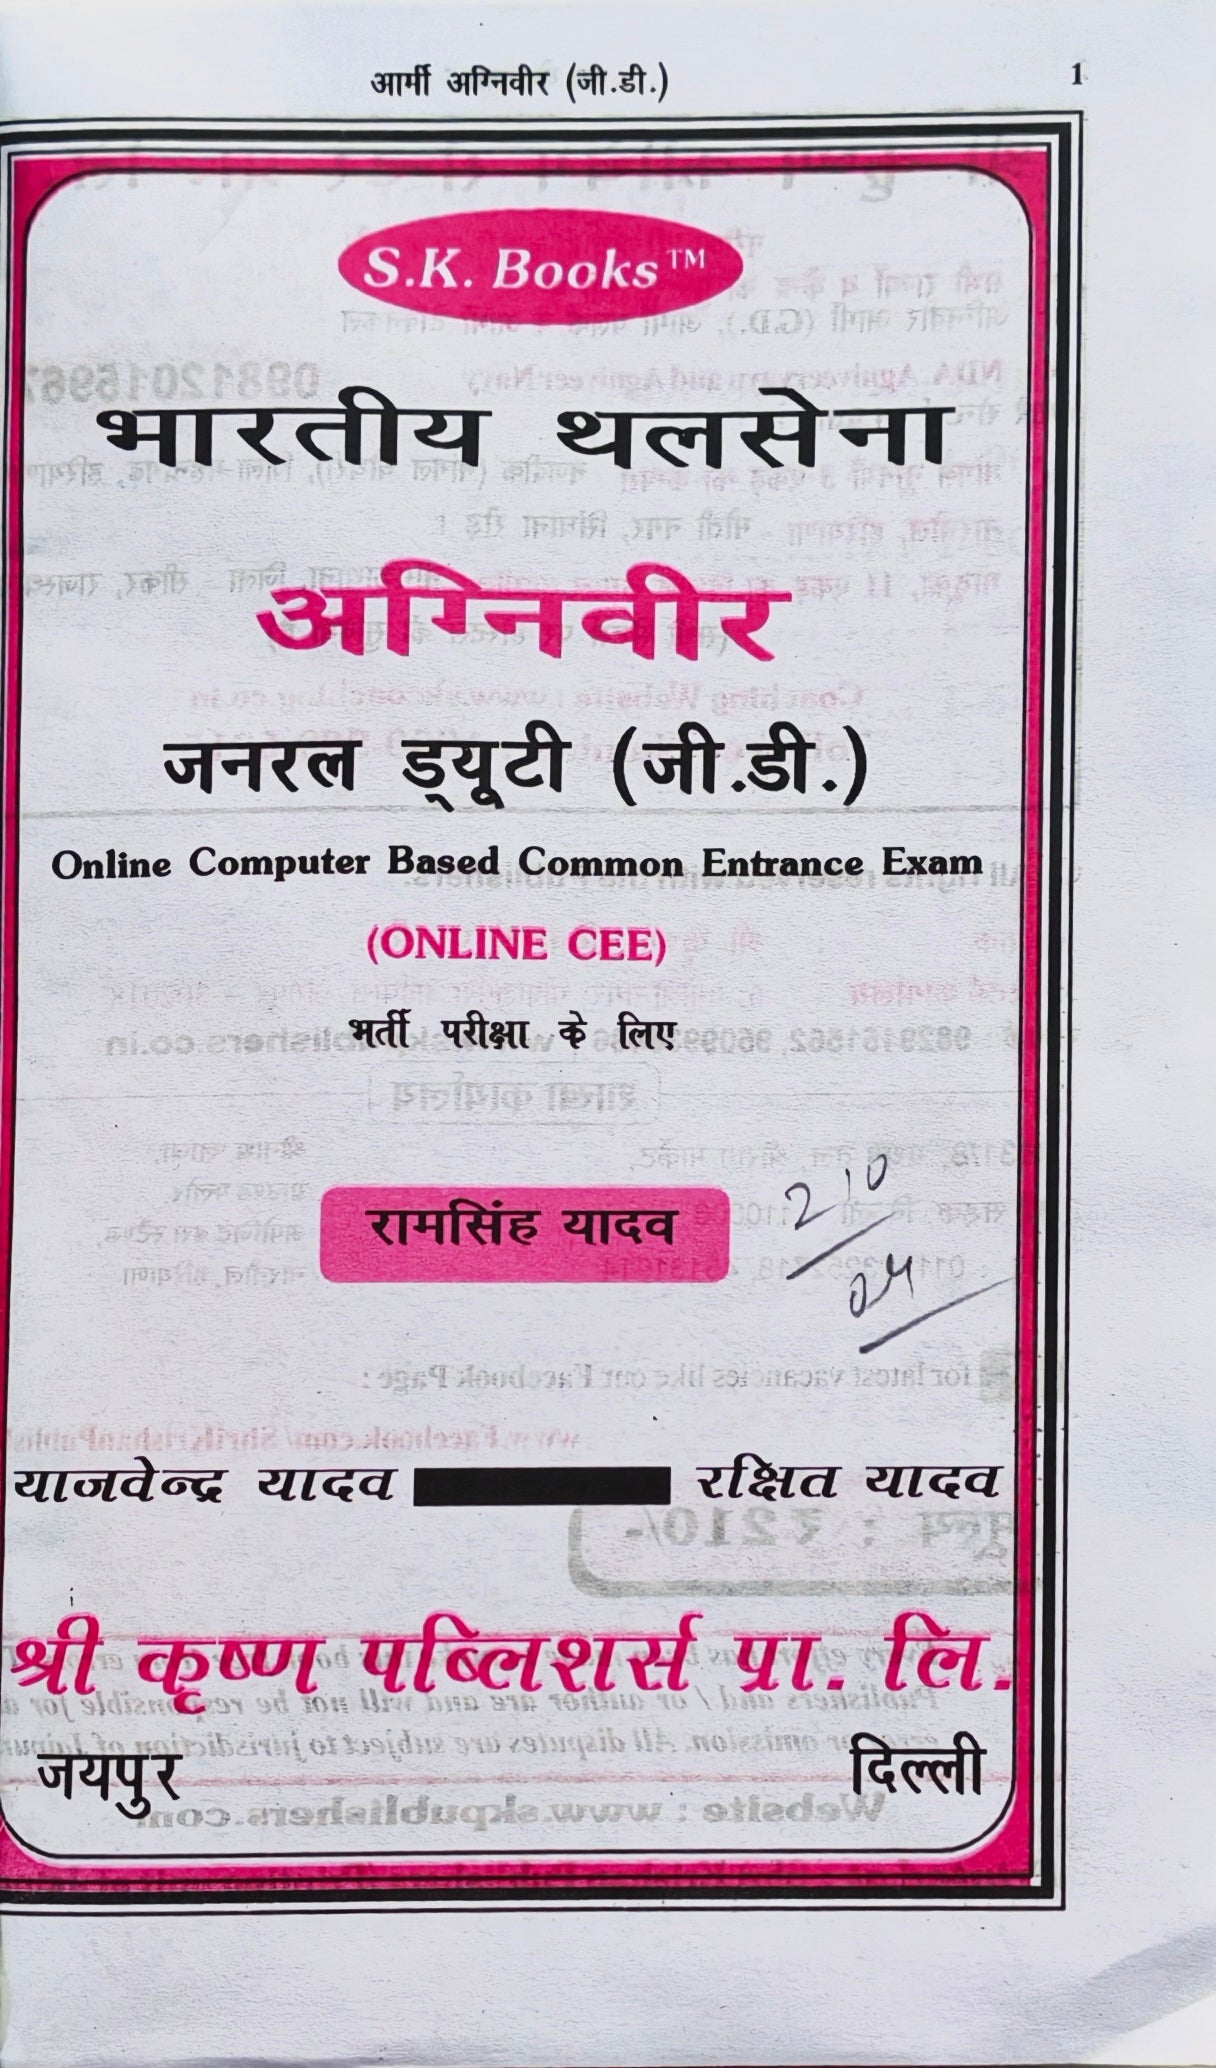 आर्मी अग्निवीर (जी.डी.) 1
S.K. Books™
भारतीय थलसेना
अग्निवीर
जनरल ड्यूटी (जी.डी.)
Online Computer Based Common Entrance Exam
(ONLINE CEE)
भर्ती परीक्षा के लिए
रामसिंह यादव
210
याजवेन्द्र यादव रक्षित यादव
श्री कृष्ण पब्लिशर्स प्रा. लि.
जयपुर दिल्ली